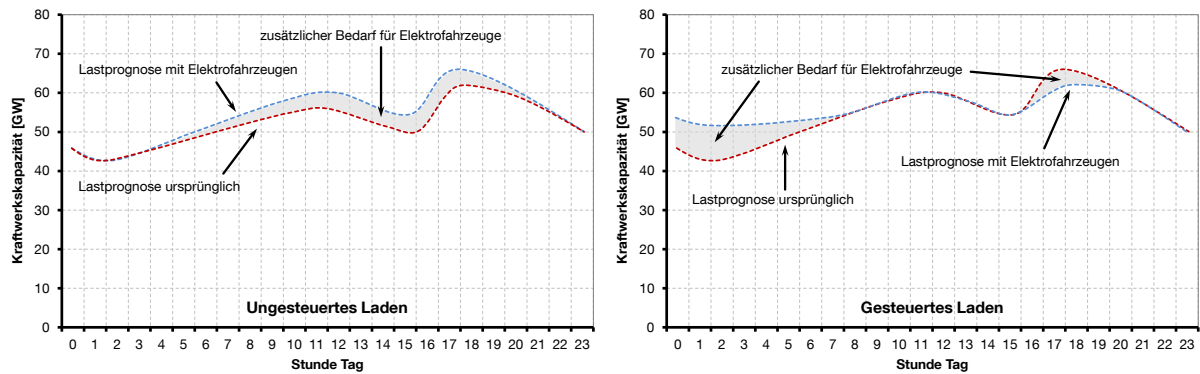 80
70
60
50
40
30
20
10
0
Kraftwerkskapazität [GW]
zusätzlicher Bedarf für Elektrofahrzeuge
Lastprognose mit Elektrofahrzeugen
Lastprognose ursprünglich
Ungesteuertes Laden
0 1 2 3 4 5 6 7 8 9 10 11 12 13 14 15 16 17 18 19 20 21 22 23
Stunde Tag
80
70
60
50
40
30
20
10
0
Kraftwerkskapazität [GW]
zusätzlicher Bedarf für Elektrofahrzeuge
Lastprognose mit Elektrofahrzeugen
Lastprognose ursprünglich
Gesteuertes Laden
0 1 2 3 4 5 6 7 8 9 10 11 12 13 14 15 16 17 18 19 20 21 22 23
Stunde Tag